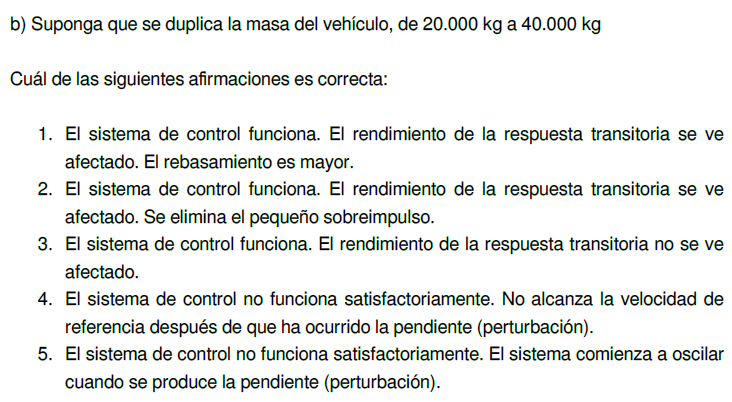 b) Suponga que se duplica la masa del vehículo, de 20.000 kg a 40.000 kg
Cuál de las siguientes afirmaciones es correcta:
1. El sistema de control funciona. El rendimiento de la respuesta transitoria se ve
afectado. El rebasamiento es mayor.
2. El sistema de control funciona. El rendimiento de la respuesta transitoria se ve
afectado. Se elimina el pequeño sobreimpulso.
3. El sistema de control funciona. El rendimiento de la respuesta transitoria no se ve
afectado.
4. El sistema de control no funciona satisfactoriamente. No alcanza la velocidad de
referencia después de que ha ocurrido la pendiente (perturbación).
5. El sistema de control no funciona satisfactoriamente. El sistema comienza a oscilar
cuando se produce la pendiente (perturbación).